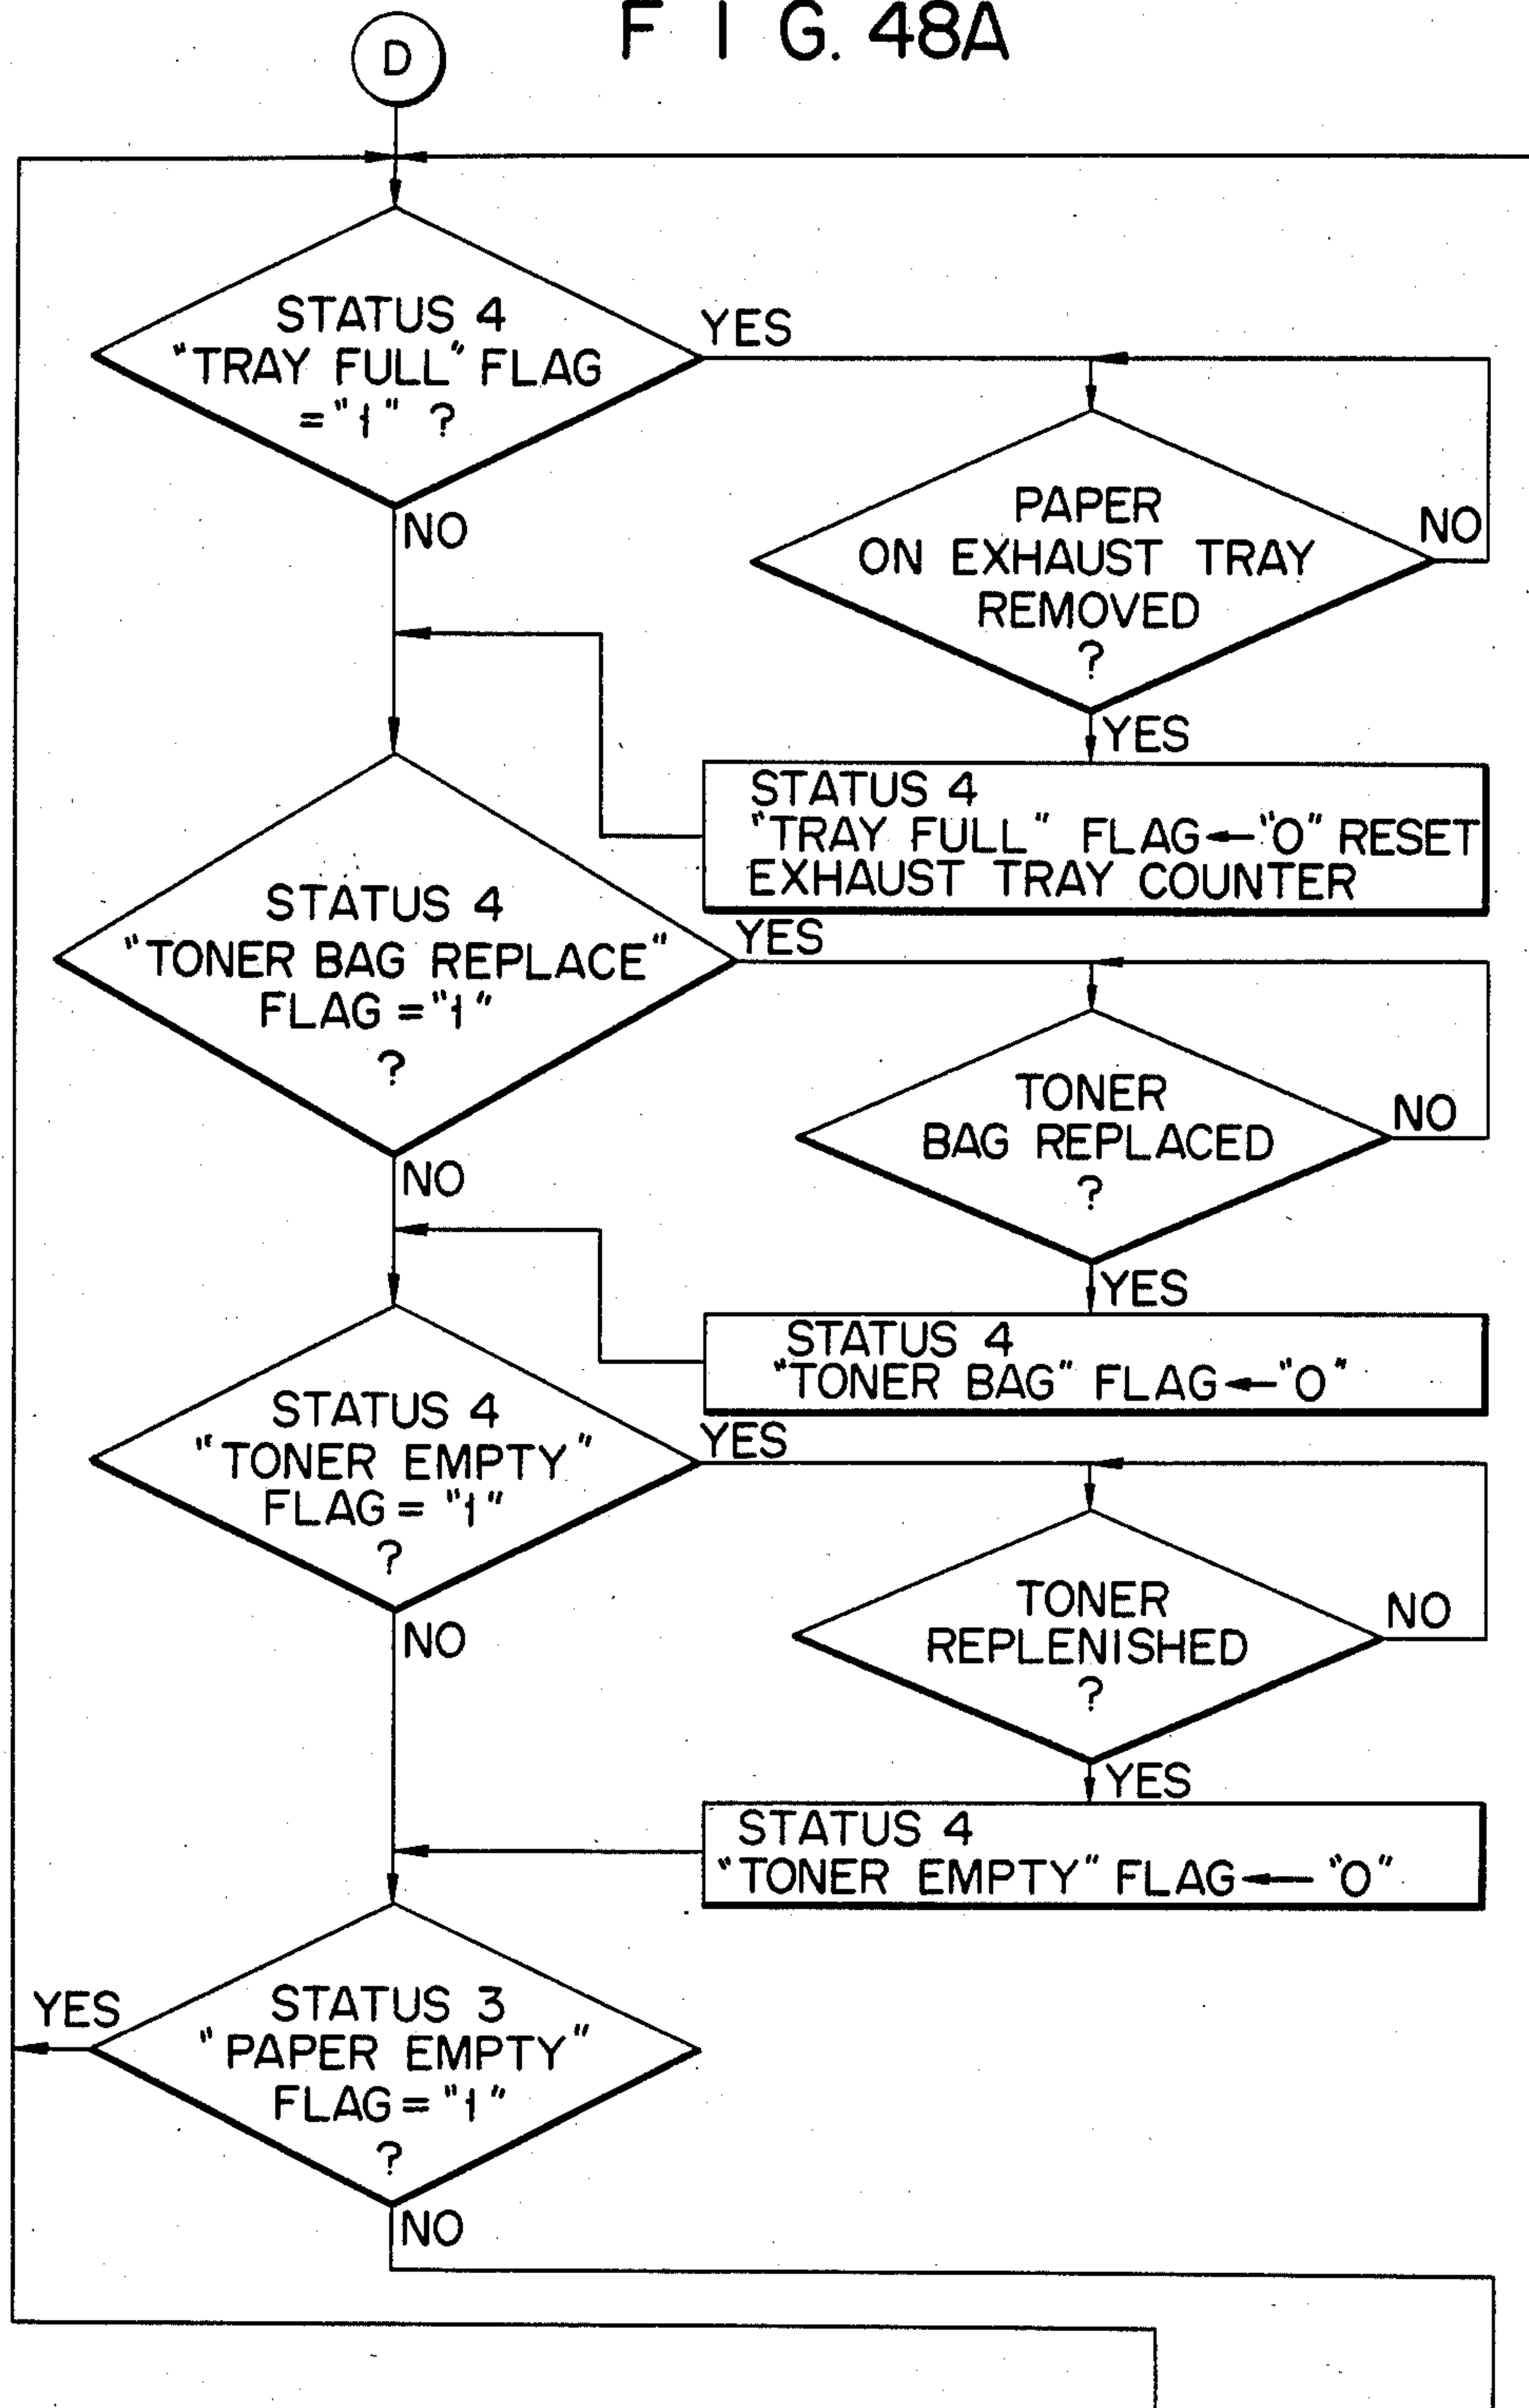 F I G. 48A
D
STATUS 4
"TRAY FULL" FLAG
="1" ?
YES
NO
PAPER
ON EXHAUST TRAY
REMOVED
?
NO
YES
STATUS 4
"TRAY FULL" FLAG←"0" RESET
EXHAUST TRAY COUNTER
STATUS 4
"TONER BAG REPLACE"
FLAG ="1"
?
YES
NO
TONER
BAG REPLACED
?
NO
YES
STATUS 4
"TONER BAG" FLAG←"0"
STATUS 4
"TONER EMPTY"
FLAG = "1"
?
YES
NO
TONER
REPLENISHED
?
NO
YES
STATUS 4
"TONER EMPTY" FLAG← "0"
STATUS 3
"PAPER EMPTY"
FLAG = "1"
?
YES
NO